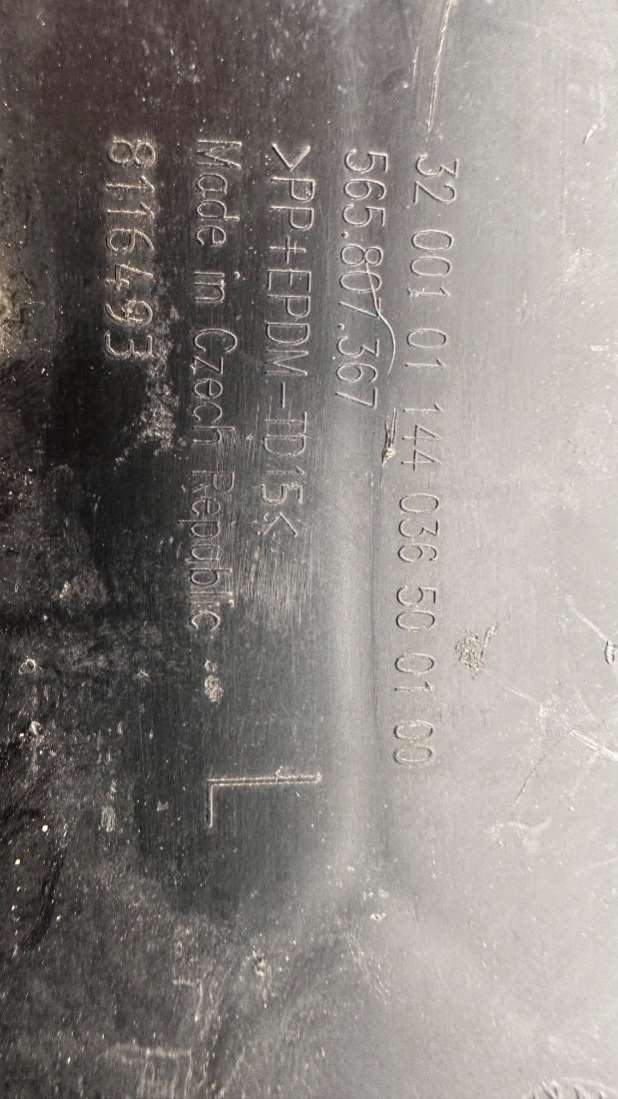 32 001 01 144 036 50 01 00
565.807.367
>PP+EPDM-TD15<
Made in Czech Republic
L
8116493